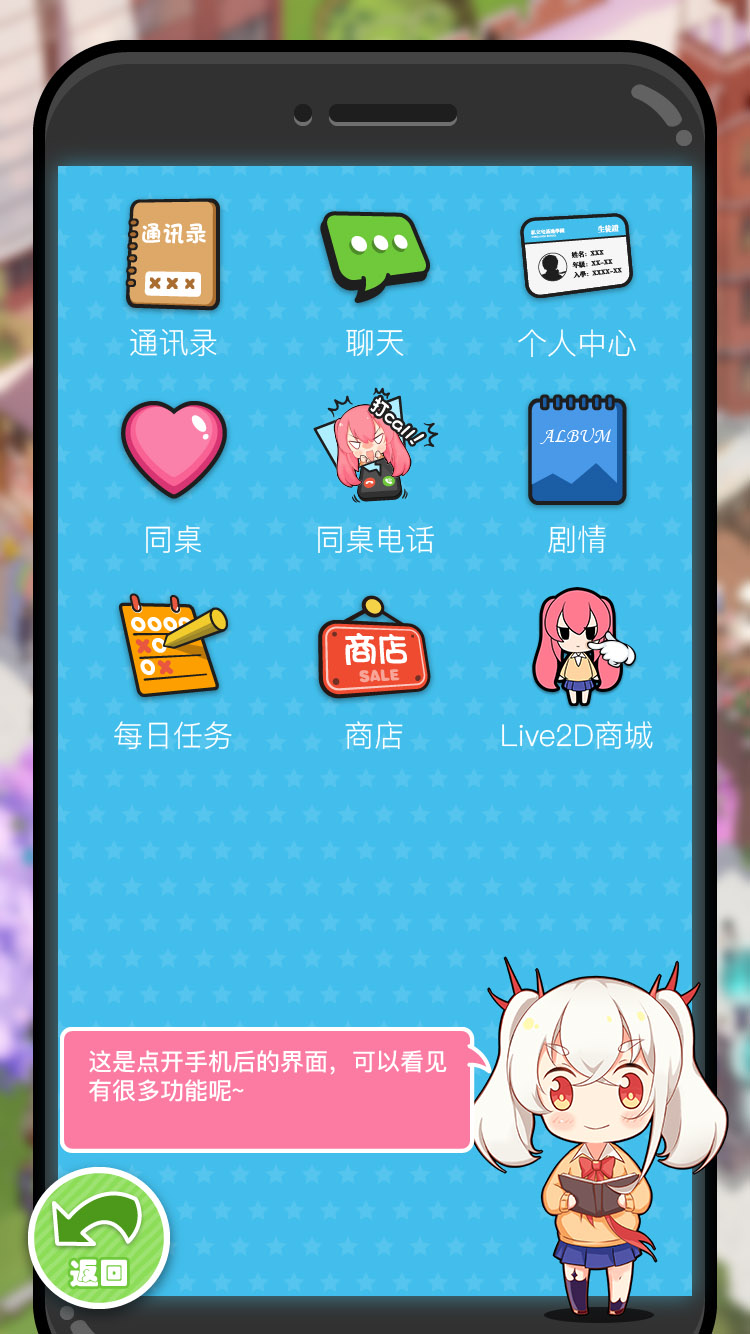 通讯录
×××
生徒證
姓名：XXX
年级：XX-XX
入學：XXXX-XX
通讯录
聊天
个人中心
打call!!
ALBUM
同桌
同桌电话
剧情
商店
SALE
每日任务
商店
Live2D商城
这是点开手机后的界面，可以看见
有很多功能呢~
返回